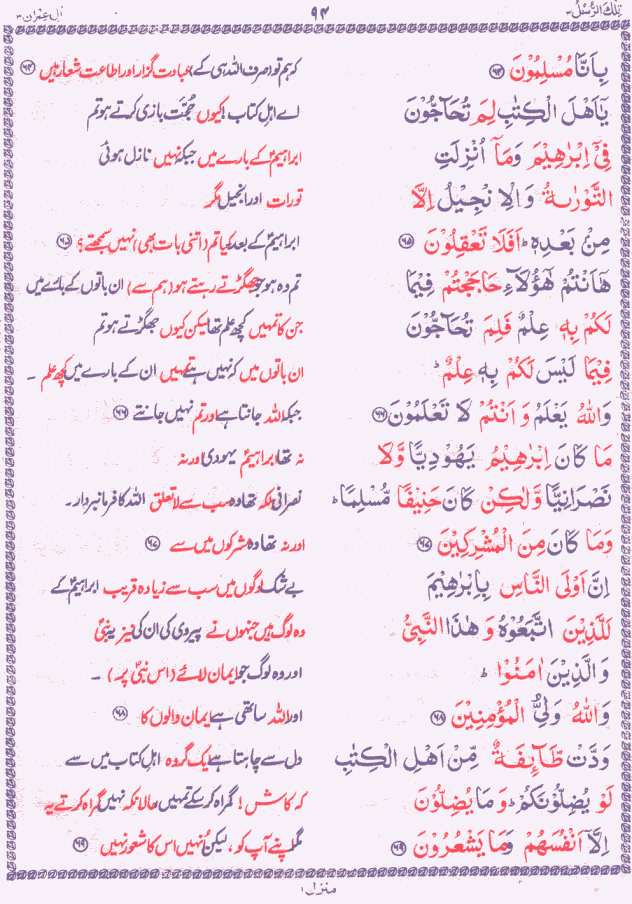 تِلْكَ الرُّسُلُ ٣ ٩٣ اٰلِ عِمْرٰن ٣
بِاَنَّا مُسْلِمُوْنَ ﴿۶۴﴾ کہ ہم تو (صرف اللہ ہی کے) عبادت گزار اور اطاعت شعار ہیں ﴿۶۴﴾
يٰۤاَهْلَ الْكِتٰبِ لِمَ تُحَآجُّوْنَ اے اہلِ کتاب! کیوں حُجّت بازی کرتے ہو تم
فِيْۤ اِبْرٰهِيْمَ وَمَاۤ اُنْزِلَتِ ابراہیمؑ کے بارے میں جبکہ نہیں نازل ہوئی
التَّوْرٰىةُ وَالْاِنْجِيْلُ اِلَّا تورات اور انجیل مگر
مِنْۢ بَعْدِهٖ ؕ اَفَلَا تَعْقِلُوْنَ ﴿۶۵﴾ ابراہیمؑ کے بعد، کیا تم (اتنی بات بھی) نہیں سمجھتے؟ ﴿۶۵﴾
هٰۤاَنْتُمْ هٰۤؤُلَآءِ حَاجَجْتُمْ فِيْمَا تم وہ ہو جو جھگڑتے رہتے ہو (ہم سے) ان باتوں کے بارے میں
لَكُمْ بِهٖ عِلْمٌ فَلِمَ تُحَآجُّوْنَ جن کا تمہیں کچھ علم تھا لیکن کیوں جھگڑتے ہو تم
فِيْمَا لَيْسَ لَكُمْ بِهٖ عِلْمٌ ؕ ان باتوں میں کہ نہیں ہے تمہیں ان کے بارے میں کچھ علم ۔
وَاللّٰهُ يَعْلَمُ وَاَنْتُمْ لَا تَعْلَمُوْنَ ﴿۶۶﴾ جبکہ اللہ جانتا ہے اور تم نہیں جانتے ﴿۶۶﴾
مَا كَانَ اِبْرٰهِيْمُ يَهُوْدِيًّا وَّلَا نہ تھا ابراہیمؑ یہودی اور نہ
نَصْرَانِيًّا وَّلٰكِنْ كَانَ حَنِيْفًا مُّسْلِمًا ؕ نصرانی بلکہ تھا وہ سب سے لاتعلق اللہ کا فرمانبردار۔
وَمَا كَانَ مِنَ الْمُشْرِكِيْنَ ﴿۶۷﴾ اور نہ تھا وہ مشرکوں میں سے ﴿۶۷﴾
اِنَّ اَوْلَى النَّاسِ بِاِبْرٰهِيْمَ بے شک لوگوں میں سب سے زیادہ قریب ابراہیمؑ کے
لَلَّذِيْنَ اتَّبَعُوْهُ وَهٰذَا النَّبِيُّ وہ لوگ ہیں جنہوں نے پیروی کی ان کی نیز یہ نبیؐ
وَالَّذِيْنَ اٰمَنُوْا ؕ اور وہ لوگ جو ایمان لائے (اس نبیؐ پر) ۔
وَاللّٰهُ وَلِيُّ الْمُؤْمِنِيْنَ ﴿۶۸﴾ اور اللہ ساتھی ہے ایمان والوں کا ﴿۶۸﴾
وَدَّتْ طَّآئِفَةٌ مِّنْ اَهْلِ الْكِتٰبِ دل سے چاہتا ہے ایک گروہ اہلِ کتاب میں سے
لَوْ يُضِلُّوْنَكُمْ ؕ وَمَا يُضِلُّوْنَ کہ کاش! گمراہ کرسکے تمہیں حالانکہ نہیں گمراہ کرتے یہ
اِلَّاۤ اَنْفُسَهُمْ وَمَا يَشْعُرُوْنَ ﴿۶۹﴾ مگر اپنے آپ کو، لیکن اُنہیں اس کا شعور نہیں ﴿۶۹﴾
منزل ۱